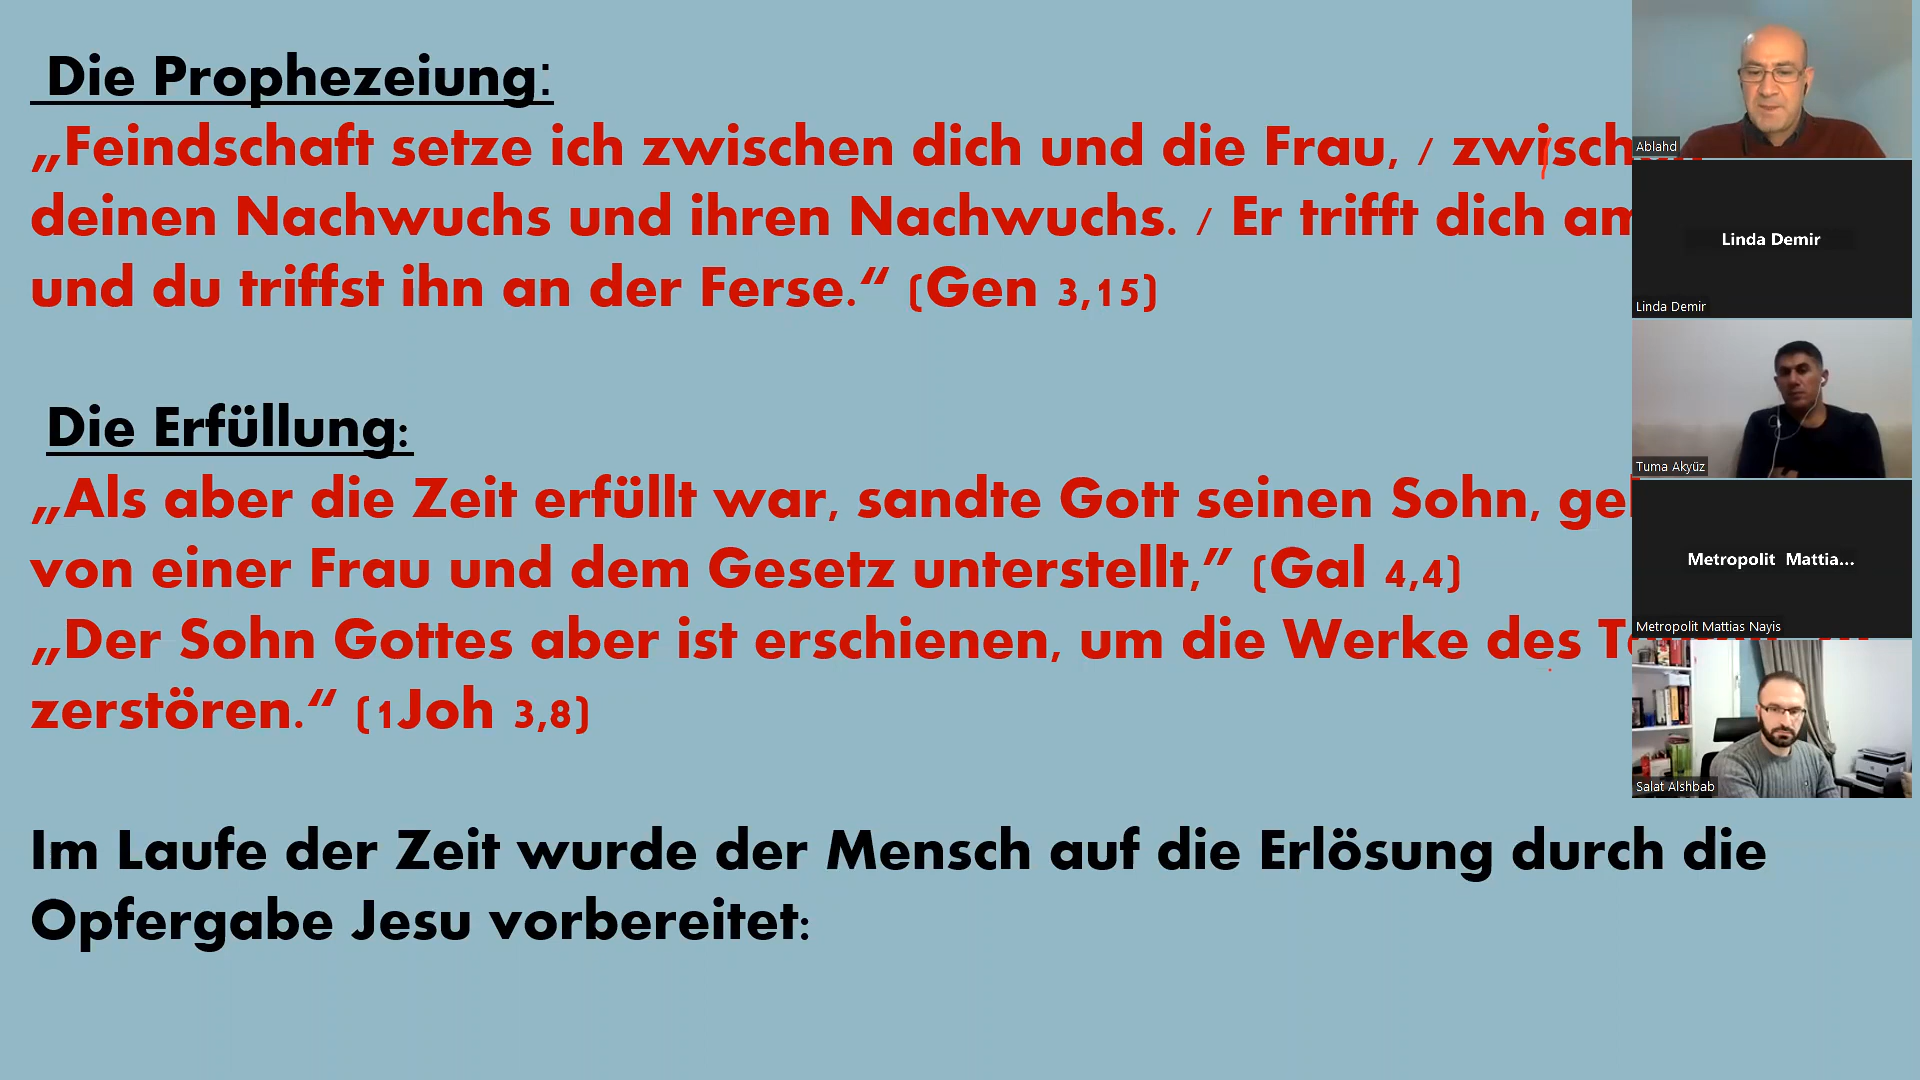 Die Prophezeiung:
„Feindschaft setze ich zwischen dich und die Frau, / 
deinen Nachwuchs und ihren Nachwuchs. / Er trifft dich am
und du triffst ihn an der Ferse.“ (Gen 3,15)
Die Erfüllung:
„Als aber die Zeit erfüllt war, sandte Gott seinen Sohn,
von einer Frau und dem Gesetz unterstellt,” (Gal 4,4)
„Der Sohn Gottes aber ist erschienen, um die Werke des
zerstören.“ (1Joh 3,8)
Im Laufe der Zeit wurde der Mensch auf die Erlösung durch die
Opfergabe Jesu vorbereitet:
Ablahd
Linda Demir
Linda Demir
Tuma Akyüz
Metropolit Mattia...
Metropolit Mattias Nayis
Salat Alshbab